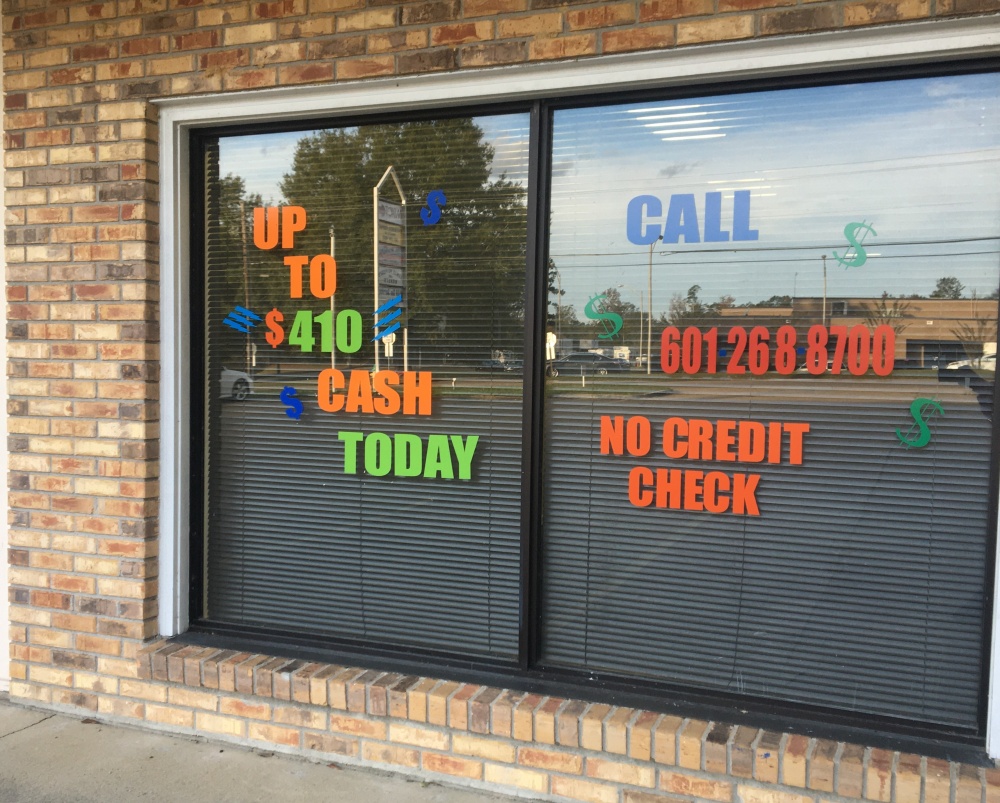 UP
TO
$410
CASH
TODAY
CALL
601 268 8700
NO CREDIT
CHECK
$
$
$
$
$